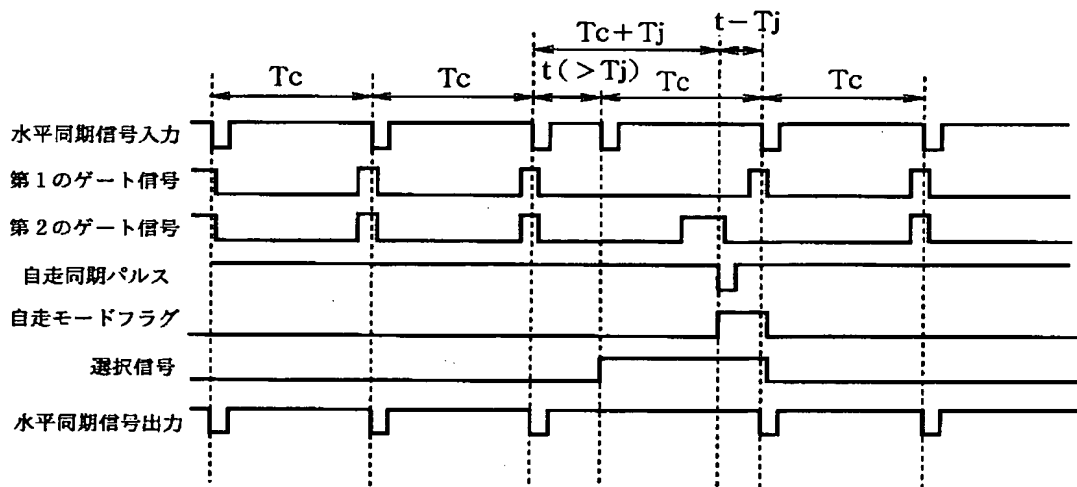 t－Tj
Tc＋Tj
Tc
Tc
t（＞Tj）
Tc
Tc
水平同期信号入力
第１のゲート信号
第２のゲート信号
自走同期パルス
自走モードフラグ
選択信号
水平同期信号出力